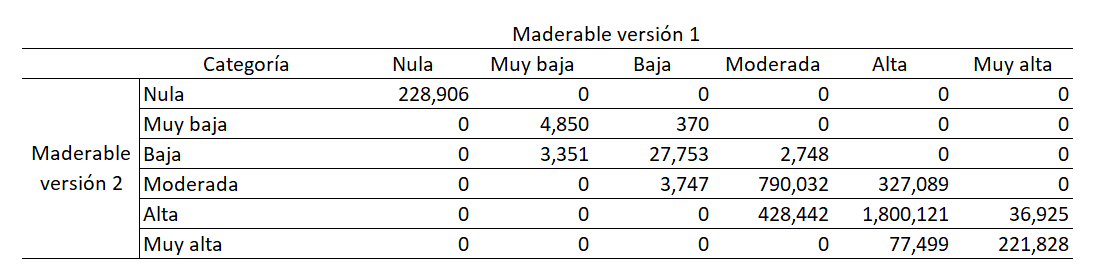 Maderable versión 1
Categoría Nula Muy baja Baja Moderada Alta Muy alta
Nula 228,906 0 0 0 0 0
Muy baja 0 4,850 370 0 0 0
Maderable Baja 0 3,351 27,753 2,748 0 0
versión 2 Moderada 0 0 3,747 790,032 327,089 0
Alta 0 0 0 428,442 1,800,121 36,925
Muy alta 0 0 0 0 77,499 221,828